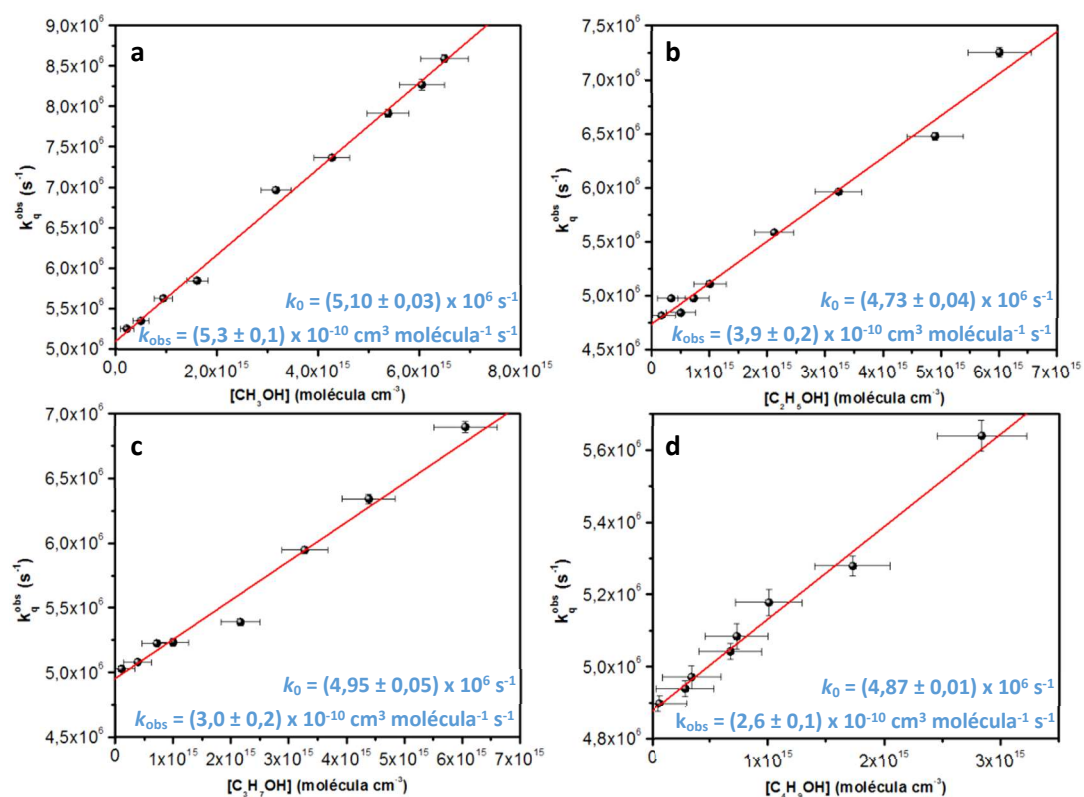 a
9,0x10⁶
8,5x10⁶
8,0x10⁶
7,5x10⁶
7,0x10⁶
6,5x10⁶
6,0x10⁶
5,5x10⁶
5,0x10⁶
k_q^obs (s⁻¹)
k₀ = (5,10 ± 0,03) x 10⁶ s⁻¹
k_obs = (5,3 ± 0,1) x 10⁻¹⁰ cm³ molécula⁻¹ s⁻¹
0,0 2,0x10¹⁵ 4,0x10¹⁵ 6,0x10¹⁵ 8,0x10¹⁵
[CH₃OH] (molécula cm⁻³)
b
7,5x10⁶
7,0x10⁶
6,5x10⁶
6,0x10⁶
5,5x10⁶
5,0x10⁶
4,5x10⁶
k_q^obs (s⁻¹)
k₀ = (4,73 ± 0,04) x 10⁶ s⁻¹
k_obs = (3,9 ± 0,2) x 10⁻¹⁰ cm³ molécula⁻¹ s⁻¹
0 1x10¹⁵ 2x10¹⁵ 3x10¹⁵ 4x10¹⁵ 5x10¹⁵ 6x10¹⁵ 7x10¹⁵
[C₂H₅OH] (molécula cm⁻³)
c
7,0x10⁶
6,5x10⁶
6,0x10⁶
5,5x10⁶
5,0x10⁶
4,5x10⁶
k_q^obs (s⁻¹)
k₀ = (4,95 ± 0,05) x 10⁶ s⁻¹
k_obs = (3,0 ± 0,2) x 10⁻¹⁰ cm³ molécula⁻¹ s⁻¹
0 1x10¹⁵ 2x10¹⁵ 3x10¹⁵ 4x10¹⁵ 5x10¹⁵ 6x10¹⁵ 7x10¹⁵
[C₃H₇OH] (molécula cm⁻³)
d
5,6x10⁶
5,4x10⁶
5,2x10⁶
5,0x10⁶
4,8x10⁶
k_q^obs (s⁻¹)
k₀ = (4,87 ± 0,01) x 10⁶ s⁻¹
k_obs = (2,6 ± 0,1) x 10⁻¹⁰ cm³ molécula⁻¹ s⁻¹
0 1x10¹⁵ 2x10¹⁵ 3x10¹⁵
[C₄H₉OH] (molécula cm⁻³)